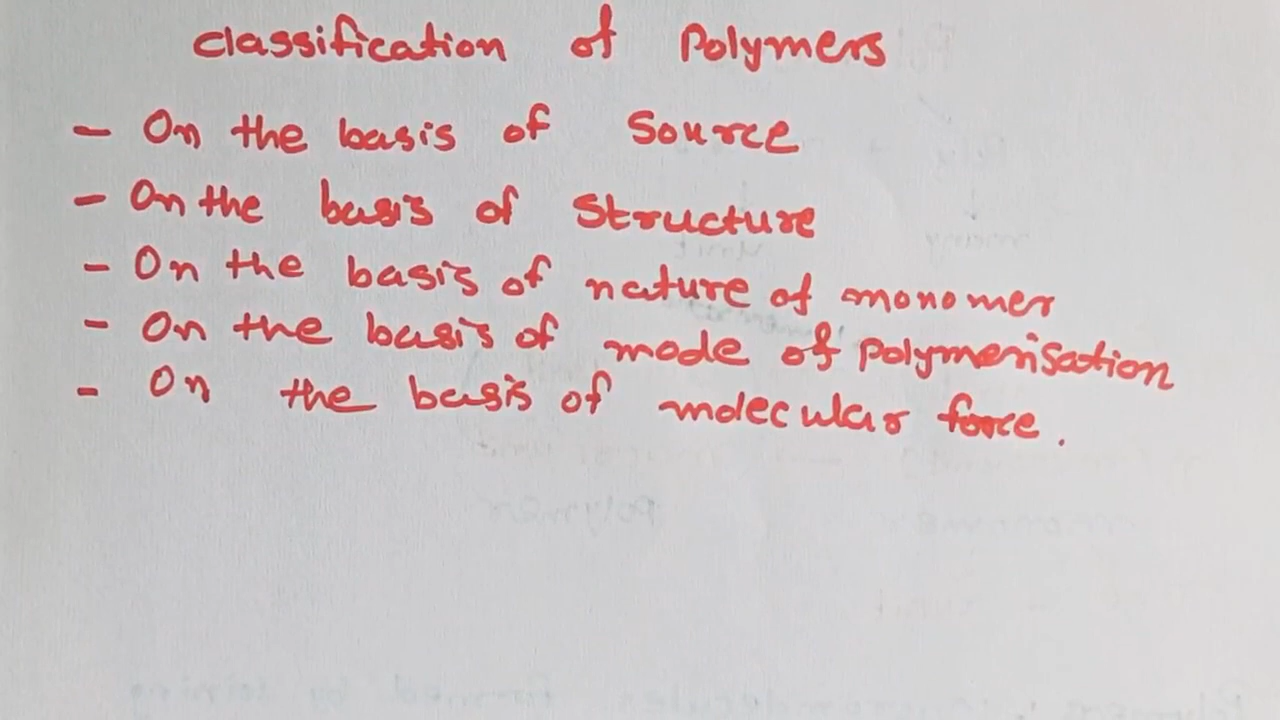 classification of Polymers
- On the basis of Source
- On the basis of Structure
- On the basis of nature of monomer
- On the basis of mode of polymerisation
- On the basis of molecular force.